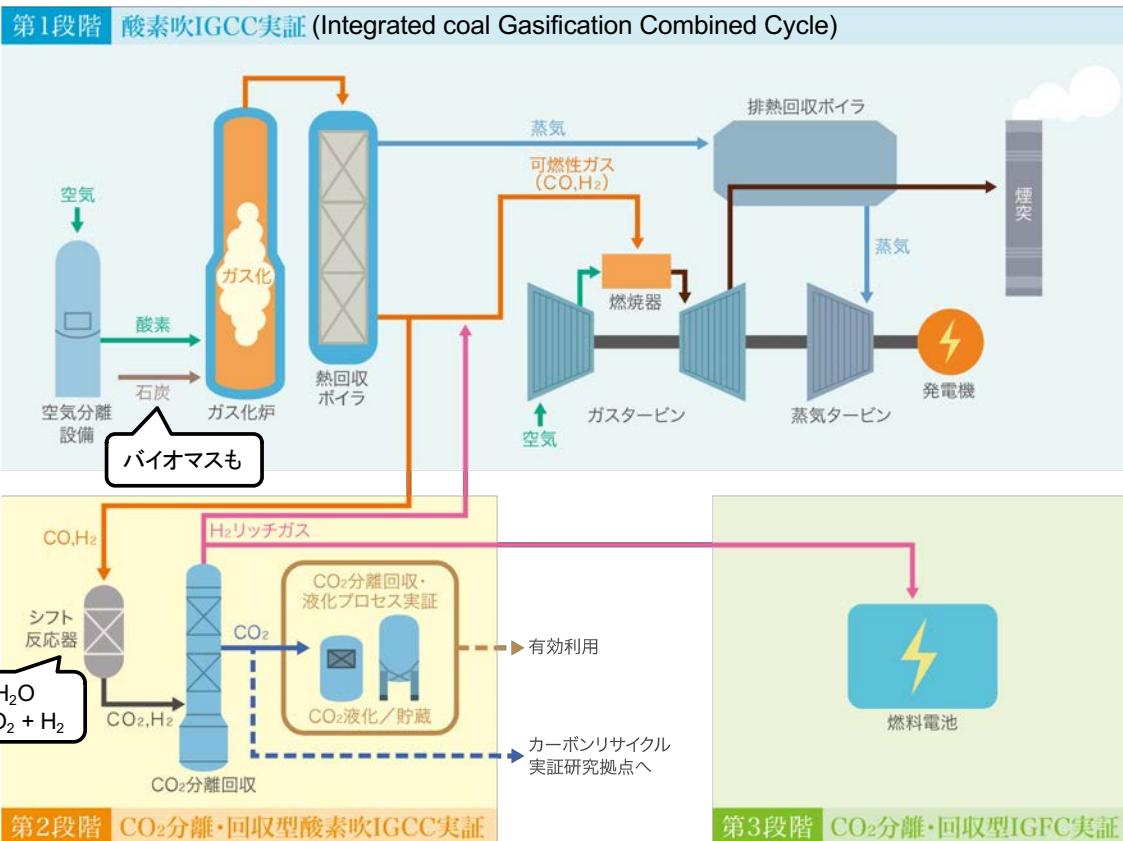 第1段階 酸素吹IGCC実証 (Integrated coal Gasification Combined Cycle)
排熱回収ボイラ
蒸気
可燃性ガス
(CO,H₂)
空気
煙突
蒸気
ガス化
燃焼器
酸素
石炭
熱回収
ボイラ
発電機
空気分離
設備
ガス化炉
ガスタービン
蒸気タービン
空気
バイオマスも
CO,H₂
H₂リッチガス
CO₂分離回収・
液化プロセス実証
シフト
反応器
CO₂
有効利用
H₂O
O₂ + H₂
CO₂,H₂
CO₂液化/貯蔵
燃料電池
カーボンリサイクル
実証研究拠点へ
CO₂分離回収
第2段階 CO₂分離・回収型酸素吹IGCC実証
第3段階 CO₂分離・回収型IGFC実証